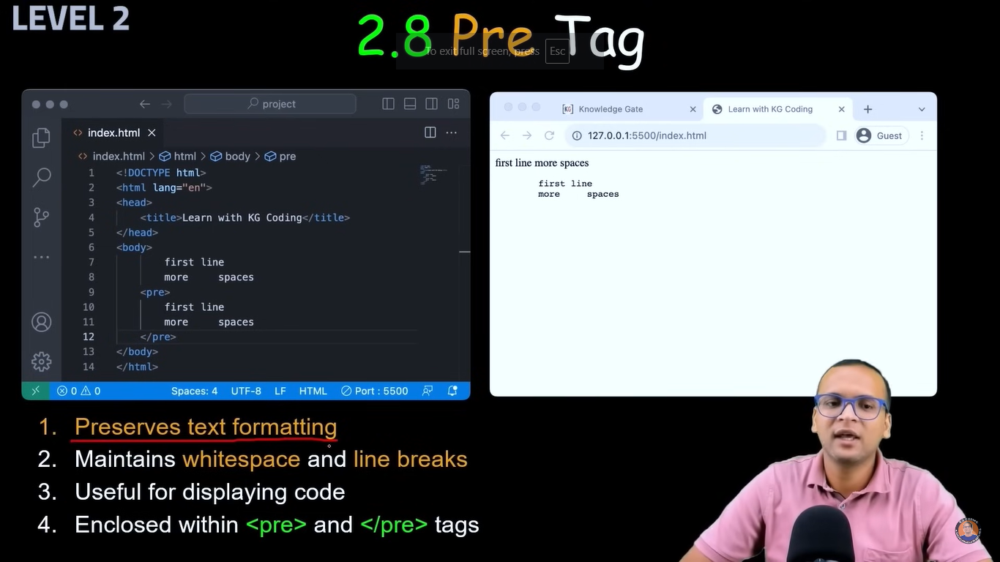 LEVEL 2
2.8 Pre Tag
To exit full screen, press Esc
project
index.html
index.html > html > body > pre
1 <!DOCTYPE html>
2 <html lang="en">
3 <head>
4 <title>Learn with KG Coding</title>
5 </head>
6 <body>
7 first line
8 more     spaces
9 <pre>
10 first line
11 more     spaces
12 </pre>
13 </body>
14 </html>
0 0 Spaces: 4 UTF-8 LF HTML Port : 5500
[KG] Knowledge Gate Learn with KG Coding
127.0.0.1:5500/index.html Guest
first line more spaces
first line
more     spaces
1. Preserves text formatting
2. Maintains whitespace and line breaks
3. Useful for displaying code
4. Enclosed within <pre> and </pre> tags